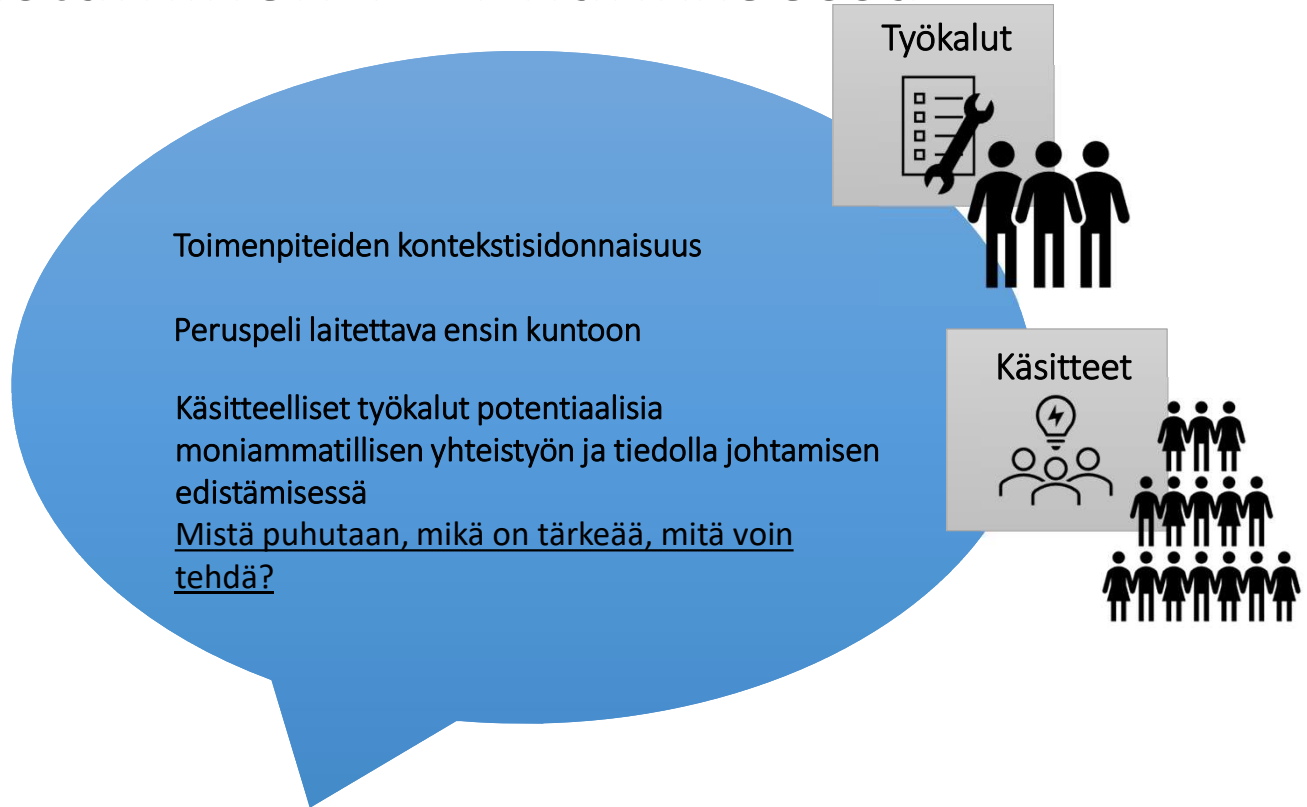 Työkalut
Toimenpiteiden kontekstisidonnaisuus
Peruspeli laitettava ensin kuntoon
Käsitteet
Käsitteelliset työkalut potentiaalisia
moniammatillisen yhteistyön ja tiedolla johtamisen
edistämisessä
Mistä puhutaan, mikä on tärkeää, mitä voin
tehdä?